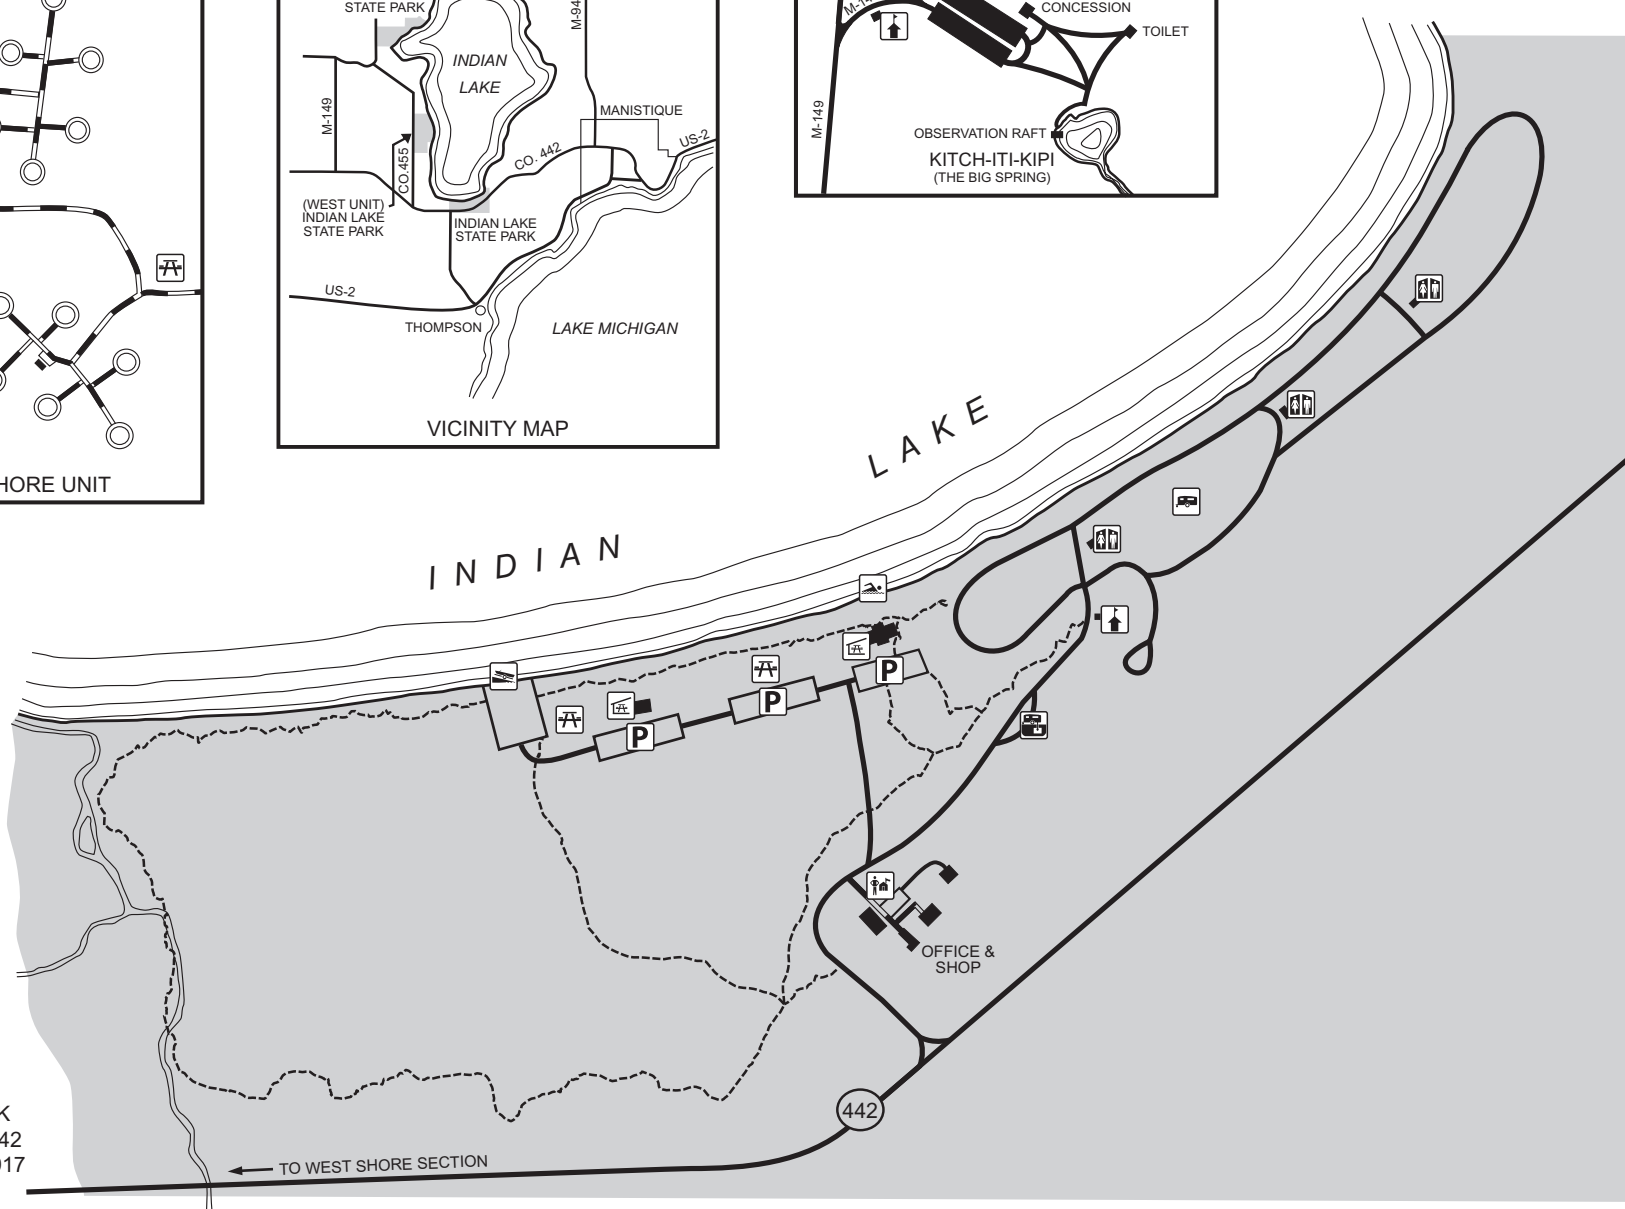 STATE PARK
M-94
INDIAN
LAKE
M-149
CO.455
MANISTIQUE
US-2
CO. 442
(WEST UNIT)
INDIAN LAKE
STATE PARK
INDIAN LAKE
STATE PARK
US-2
THOMPSON
LAKE MICHIGAN
VICINITY MAP
HORE UNIT
CONCESSION
TOILET
M-149
OBSERVATION RAFT
KITCH-ITI-KIPI
(THE BIG SPRING)
INDIAN LAKE
P
P
P
OFFICE &
SHOP
442
TO WEST SHORE SECTION
K
42
17